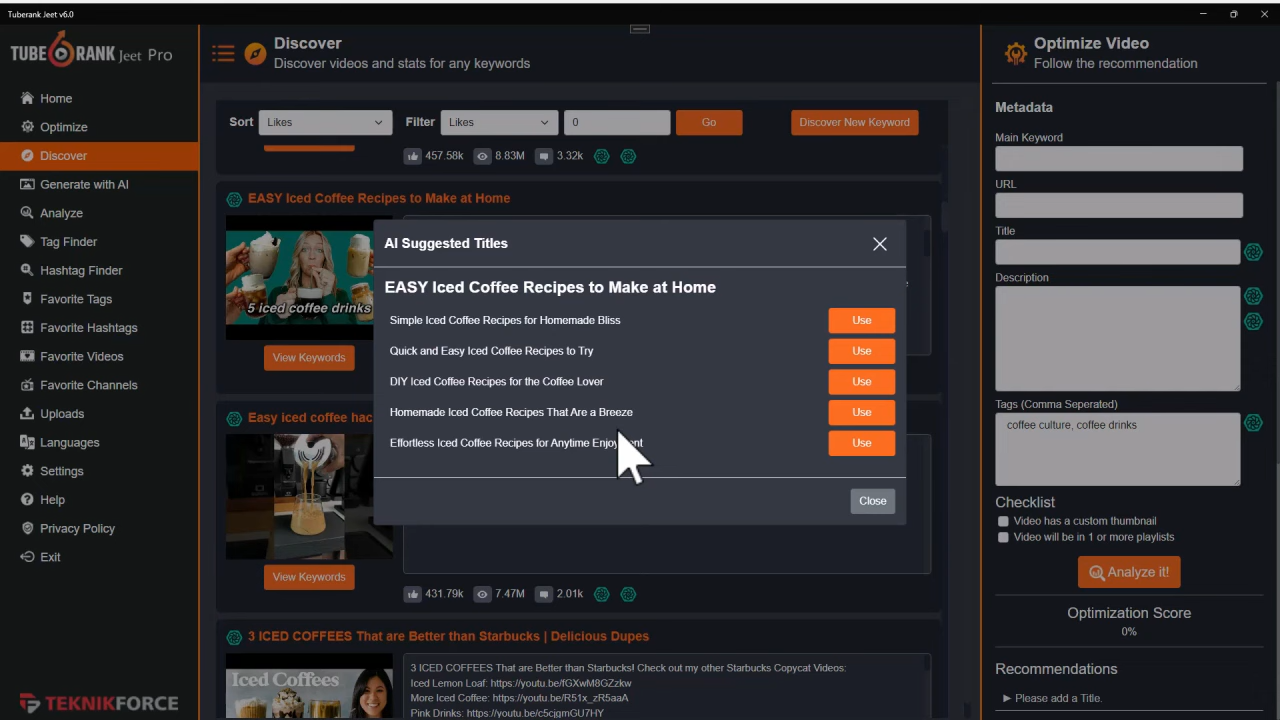 Tuberank Jeet v6.0
TUBE RANK Jeet Pro
Home
Optimize
Discover
Generate with AI
Analyze
Tag Finder
Hashtag Finder
Favorite Tags
Favorite Hashtags
Favorite Videos
Favorite Channels
Uploads
Languages
Settings
Help
Privacy Policy
Exit
TEKNIKFORCE
Discover
Discover videos and stats for any keywords
Sort Likes Filter Likes 0 Go Discover New Keyword
457.58k 8.83M 3.32k
EASY Iced Coffee Recipes to Make at Home
5 iced coffee drinks
View Keywords
Easy iced coffee hac
View Keywords
431.79k 7.47M 2.01k
3 ICED COFFEES That are Better than Starbucks | Delicious Dupes
Iced Coffees
3 ICED COFFEES That are Better than Starbucks! Check out my other Starbucks Copycat Videos:
Iced Lemon Loaf: https://youtu.be/fGXwM8GZzkw
More Iced Coffee: https://youtu.be/R51x_zR5aaA
Pink Drinks: https://youtu.be/c5cjgmGU7HY
AI Suggested Titles
EASY Iced Coffee Recipes to Make at Home
Simple Iced Coffee Recipes for Homemade Bliss Use
Quick and Easy Iced Coffee Recipes to Try Use
DIY Iced Coffee Recipes for the Coffee Lover Use
Homemade Iced Coffee Recipes That Are a Breeze Use
Effortless Iced Coffee Recipes for Anytime Enjoyment Use
Close
Optimize Video
Follow the recommendation
Metadata
Main Keyword
URL
Title
Description
Tags (Comma Seperated)
coffee culture, coffee drinks
Checklist
Video has a custom thumbnail
Video will be in 1 or more playlists
Analyze it!
Optimization Score
0%
Recommendations
Please add a Title.